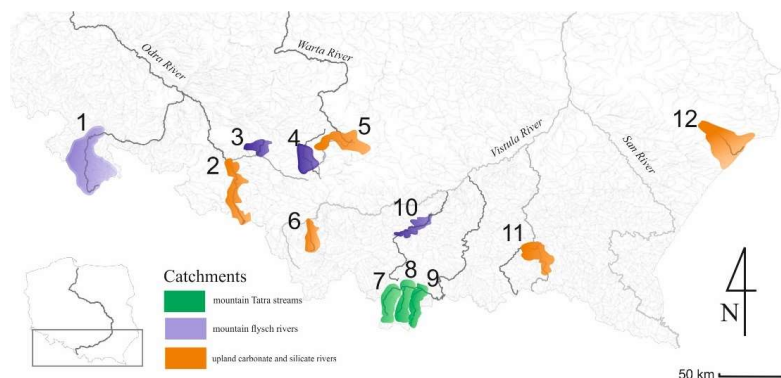 Odra River
Warta River
1
3
4
5
2
12
Vistula River
San River
10
6
11
8
7
9
Catchments
mountain Tatra streams
mountain flysch rivers
upland carbonate and silicate rivers
N
50 km